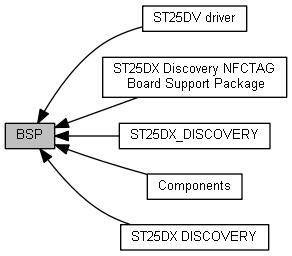 ST25DV driver
ST25DX Discovery NFCTAG
Board Support Package
BSP
ST25DX_DISCOVERY
Components
ST25DX DISCOVERY